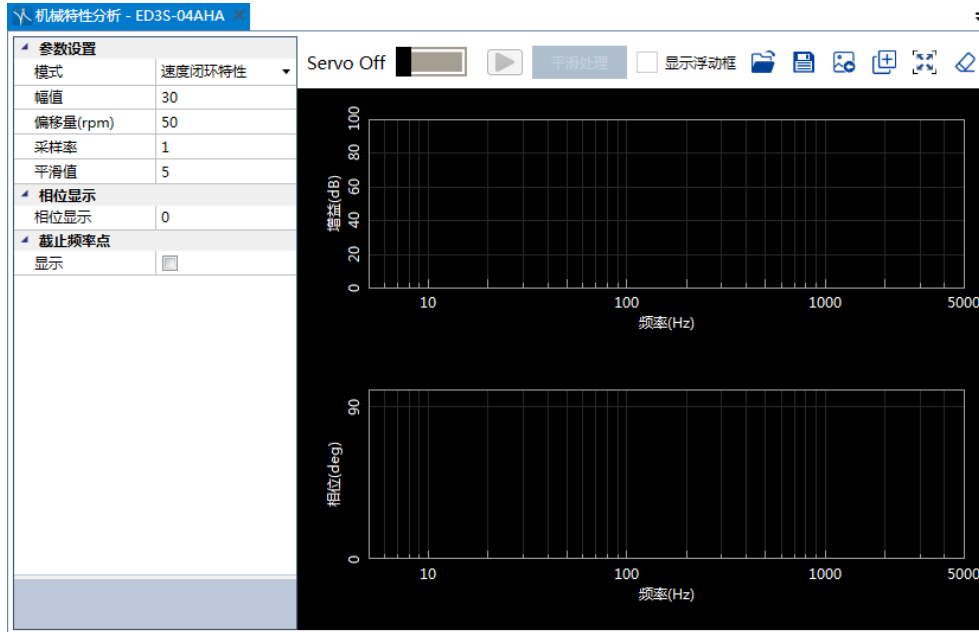 机械特性分析 - ED3S-04AHA
参数设置
模式 速度闭环特性
幅值 30
偏移量(rpm) 50
采样率 1
平滑值 5
相位显示
相位显示 0
截止频率点
显示
Servo Off 平滑处理 显示浮动框
增益(dB)
100
80
60
40
20
0
10 100 1000 5000
频率(Hz)
相位(deg)
90
0
10 100 1000 5000
频率(Hz)